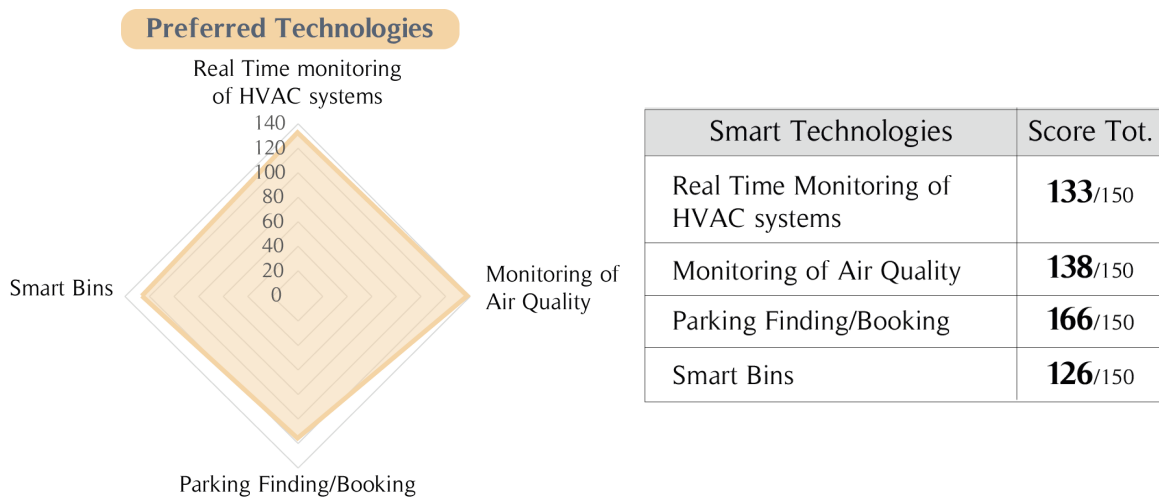 Preferred Technologies
Real Time monitoring
of HVAC systems
140
120
100
80
60
40
20
0
Smart Bins
Monitoring of
Air Quality
Parking Finding/Booking
Smart Technologies Score Tot.
Real Time Monitoring of
HVAC systems 133/150
Monitoring of Air Quality 138/150
Parking Finding/Booking 166/150
Smart Bins 126/150